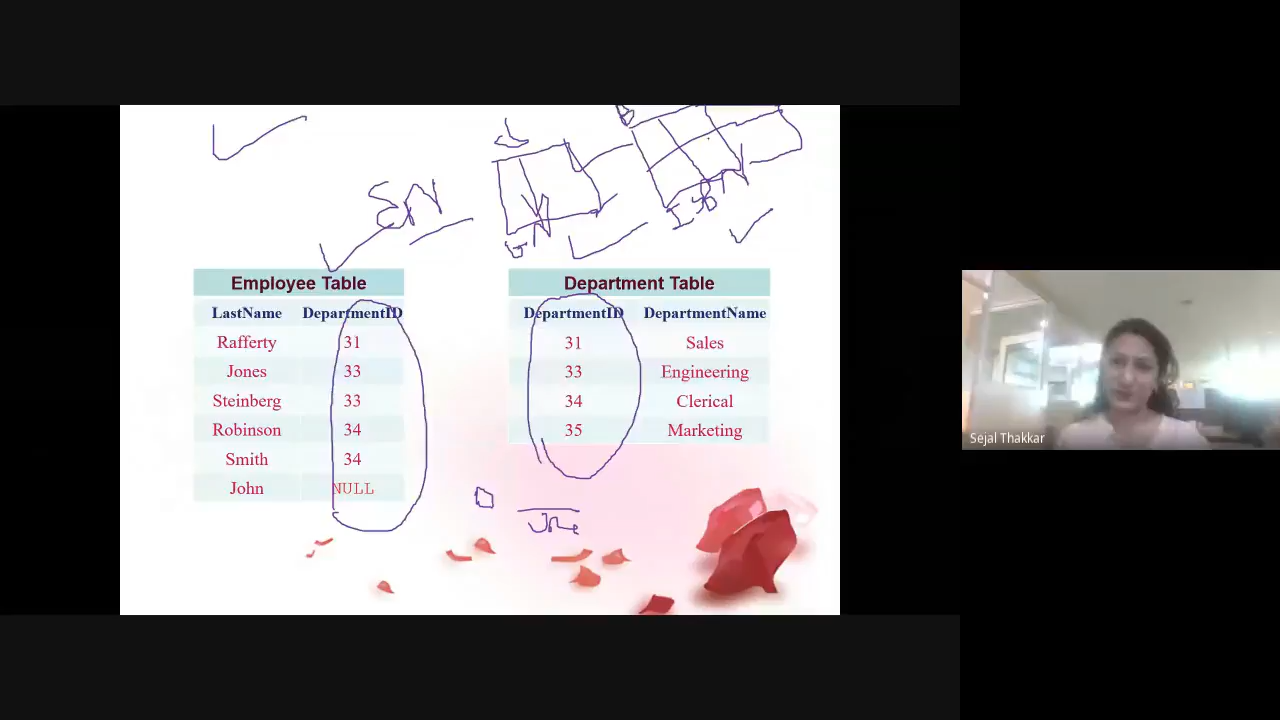 SN
Employee Table
LastName DepartmentID
Rafferty 31
Jones 33
Steinberg 33
Robinson 34
Smith 34
John NULL
Department Table
DepartmentID DepartmentName
31 Sales
33 Engineering
34 Clerical
35 Marketing
Sejal Thakkar